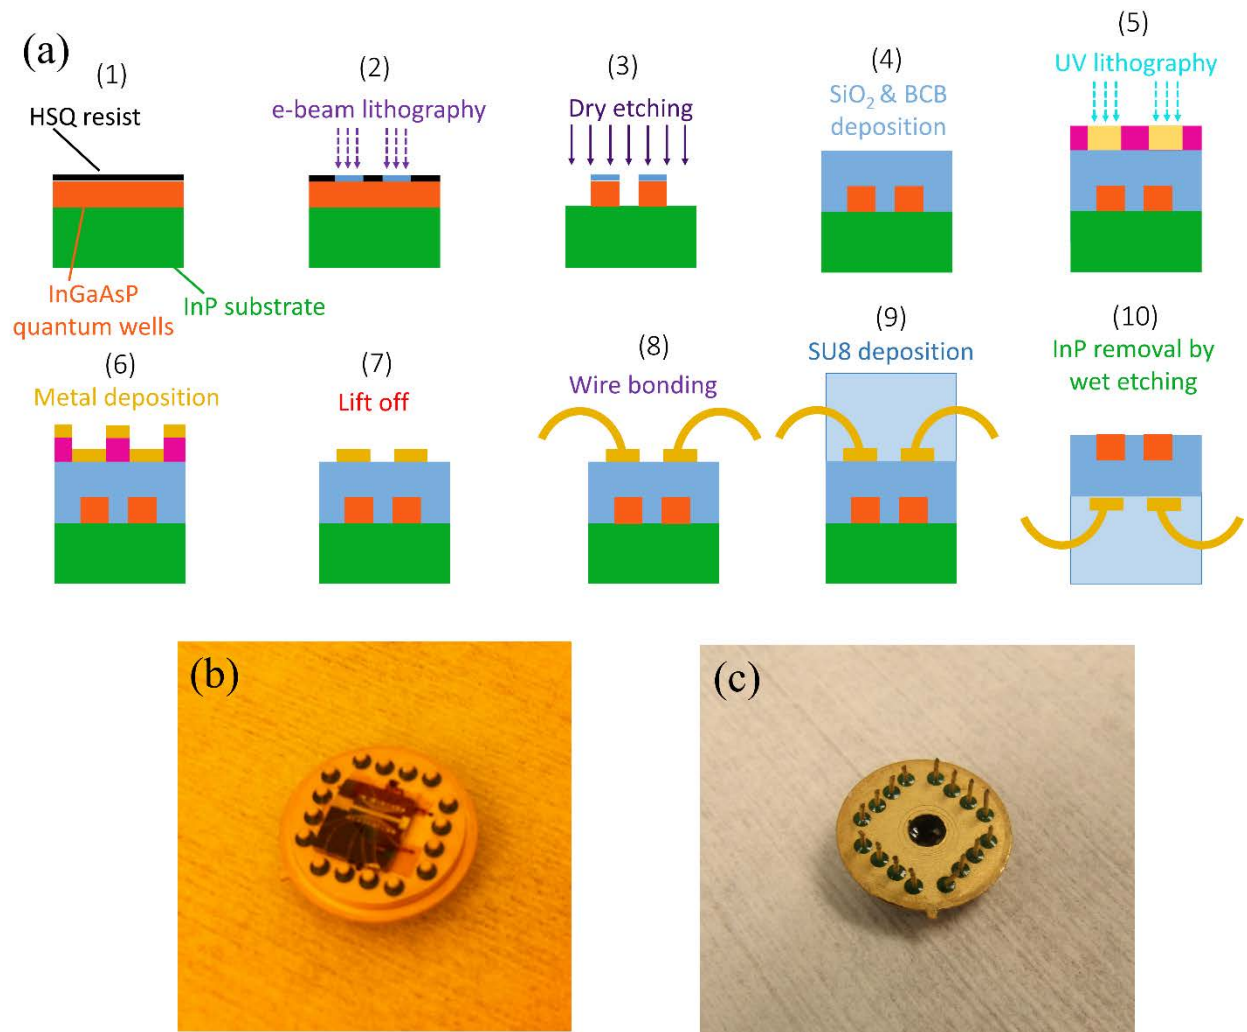 (a)
(1)
HSQ resist
InGaAsP
quantum wells
InP substrate
(2)
e-beam lithography
(3)
Dry etching
(4)
SiO₂ & BCB
deposition
(5)
UV lithography
(6)
Metal deposition
(7)
Lift off
(8)
Wire bonding
(9)
SU8 deposition
(10)
InP removal by
wet etching
(b)
(c)